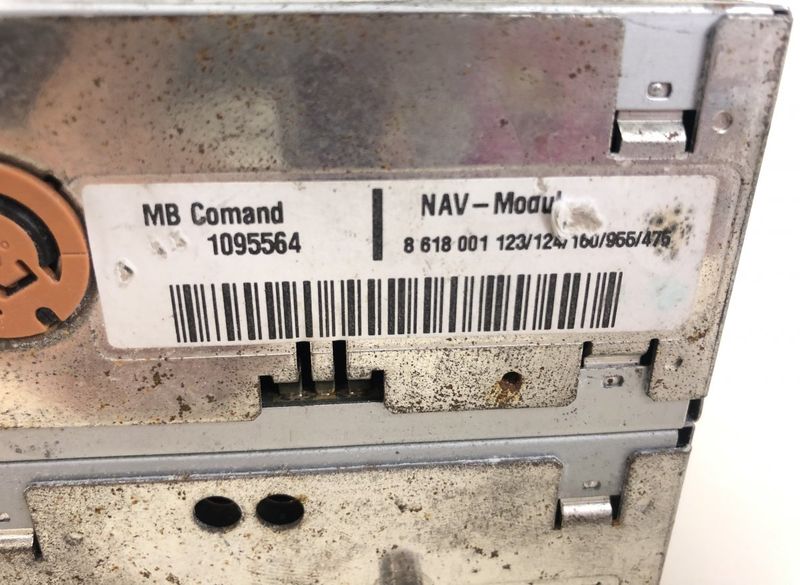 MB Comand
1095564
NAV-Modul
8 618 001 123/124/160/955/475